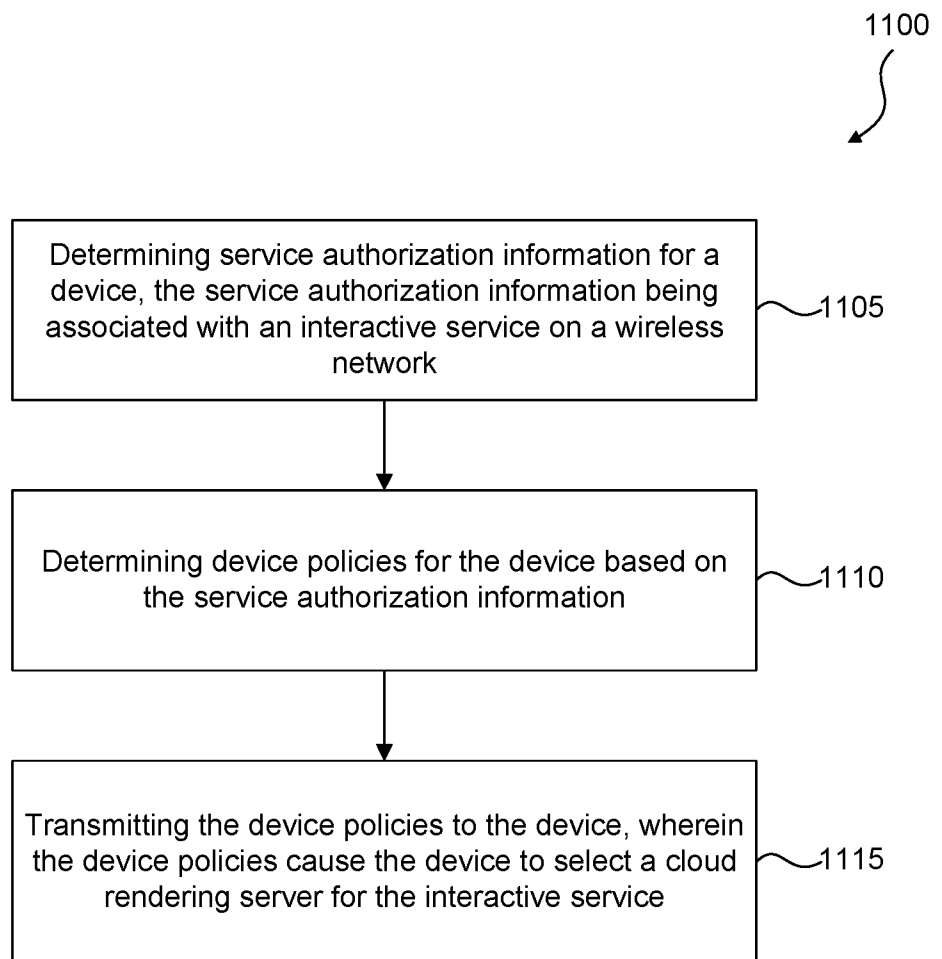 1100
Determining service authorization information for a
device, the service authorization information being
associated with an interactive service on a wireless
network
1105
Determining device policies for the device based on
the service authorization information
1110
Transmitting the device policies to the device, wherein
the device policies cause the device to select a cloud
rendering server for the interactive service
1115